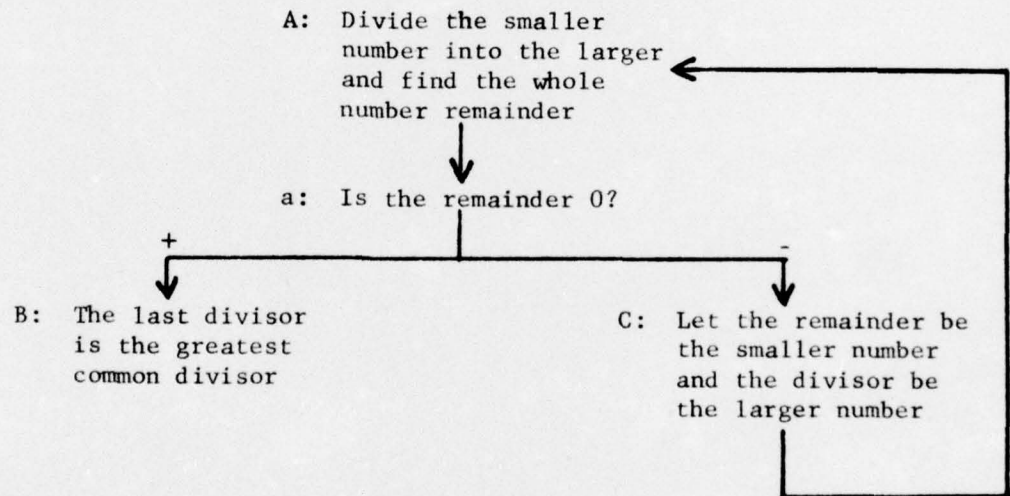 A: Divide the smaller
number into the larger
and find the whole
number remainder
a: Is the remainder 0?
+
-
B: The last divisor
is the greatest
common divisor
C: Let the remainder be
the smaller number
and the divisor be
the larger number